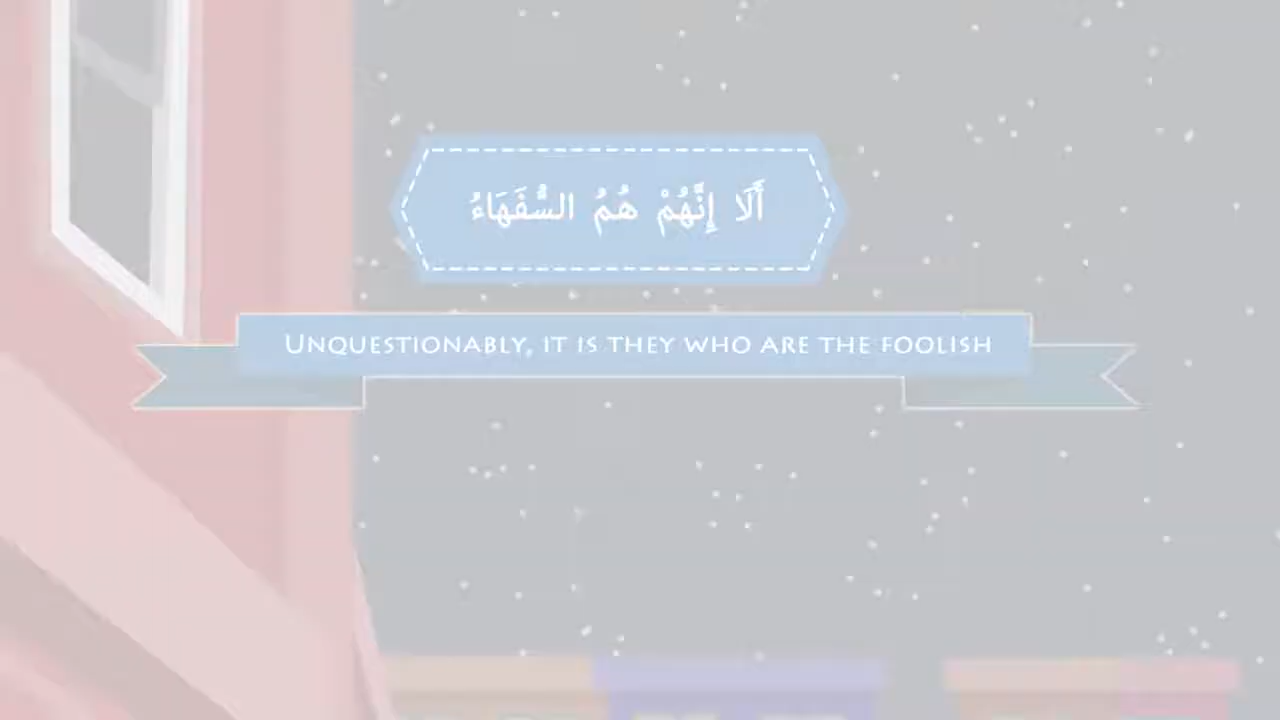 أَلَا إِنَّهُمْ هُمُ السُّفَهَاءُ
Unquestionably, it is they who are the foolish